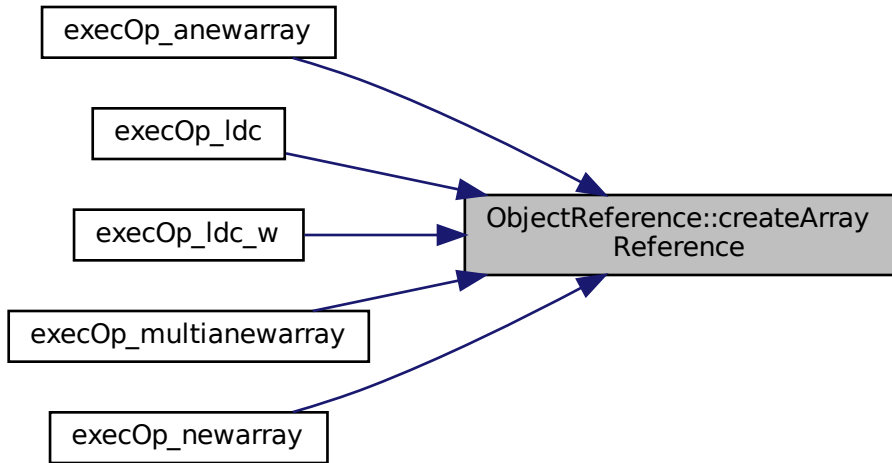 execOp_anewarray
execOp_ldc
execOp_ldc_w
execOp_multianewarray
execOp_newarray
ObjectReference::createArray
Reference